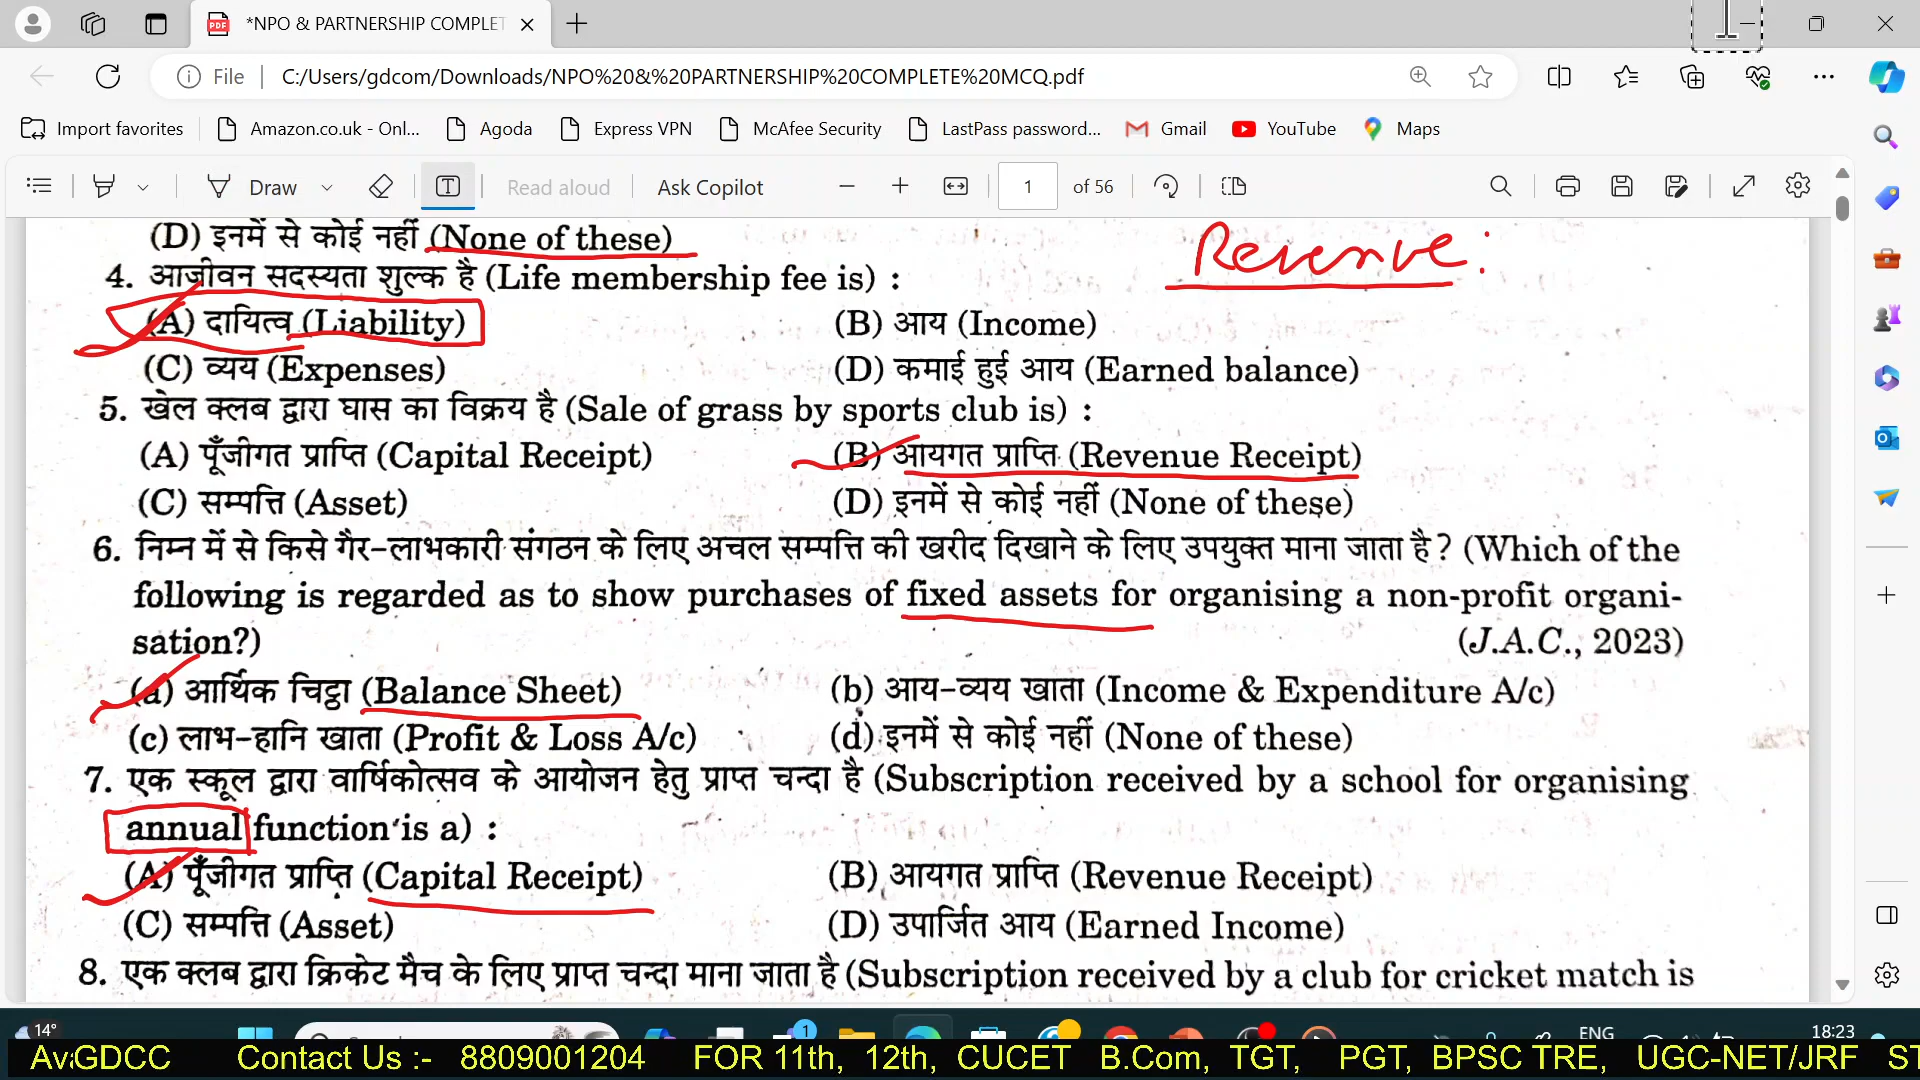 *NPO & PARTNERSHIP COMPLET
File C:/Users/gdcom/Downloads/NPO%20&%20PARTNERSHIP%20COMPLETE%20MCQ.pdf
Import favorites Amazon.co.uk - Onl... Agoda Express VPN McAfee Security LastPass password... Gmail YouTube Maps
Draw Read aloud Ask Copilot 1 of 56
(D) इनमें से कोई नहीं (None of these)
Revenue:
4. आजीवन सदस्यता शुल्क है (Life membership fee is) :
(A) दायित्व (Liability) (B) आय (Income)
(C) व्यय (Expenses) (D) कमाई हुई आय (Earned balance)
5. खेल क्लब द्वारा घास का विक्रय है (Sale of grass by sports club is) :
(A) पूँजीगत प्राप्ति (Capital Receipt) (B) आयगत प्राप्ति (Revenue Receipt)
(C) सम्पत्ति (Asset) (D) इनमें से कोई नहीं (None of these)
6. निम्न में से किसे गैर-लाभकारी संगठन के लिए अचल सम्पत्ति की खरीद दिखाने के लिए उपयुक्त माना जाता है? (Which of the
following is regarded as to show purchases of fixed assets for organising a non-profit organi-
sation?) (J.A.C., 2023)
(a) आर्थिक चिट्ठा (Balance Sheet) (b) आय-व्यय खाता (Income & Expenditure A/c)
(c) लाभ-हानि खाता (Profit & Loss A/c) (d) इनमें से कोई नहीं (None of these)
7. एक स्कूल द्वारा वार्षिकोत्सव के आयोजन हेतु प्राप्त चन्दा है (Subscription received by a school for organising
annual function is a) :
(A) पूँजीगत प्राप्ति (Capital Receipt) (B) आयगत प्राप्ति (Revenue Receipt)
(C) सम्पत्ति (Asset) (D) उपार्जित आय (Earned Income)
8. एक क्लब द्वारा क्रिकेट मैच के लिए प्राप्त चन्दा माना जाता है (Subscription received by a club for cricket match is
14° 1 ENG 18:23
GDCC Contact Us :- 8809001204 FOR 11th, 12th, CUCET B.Com, TGT, PGT, BPSC TRE, UGC-NET/JRF ST